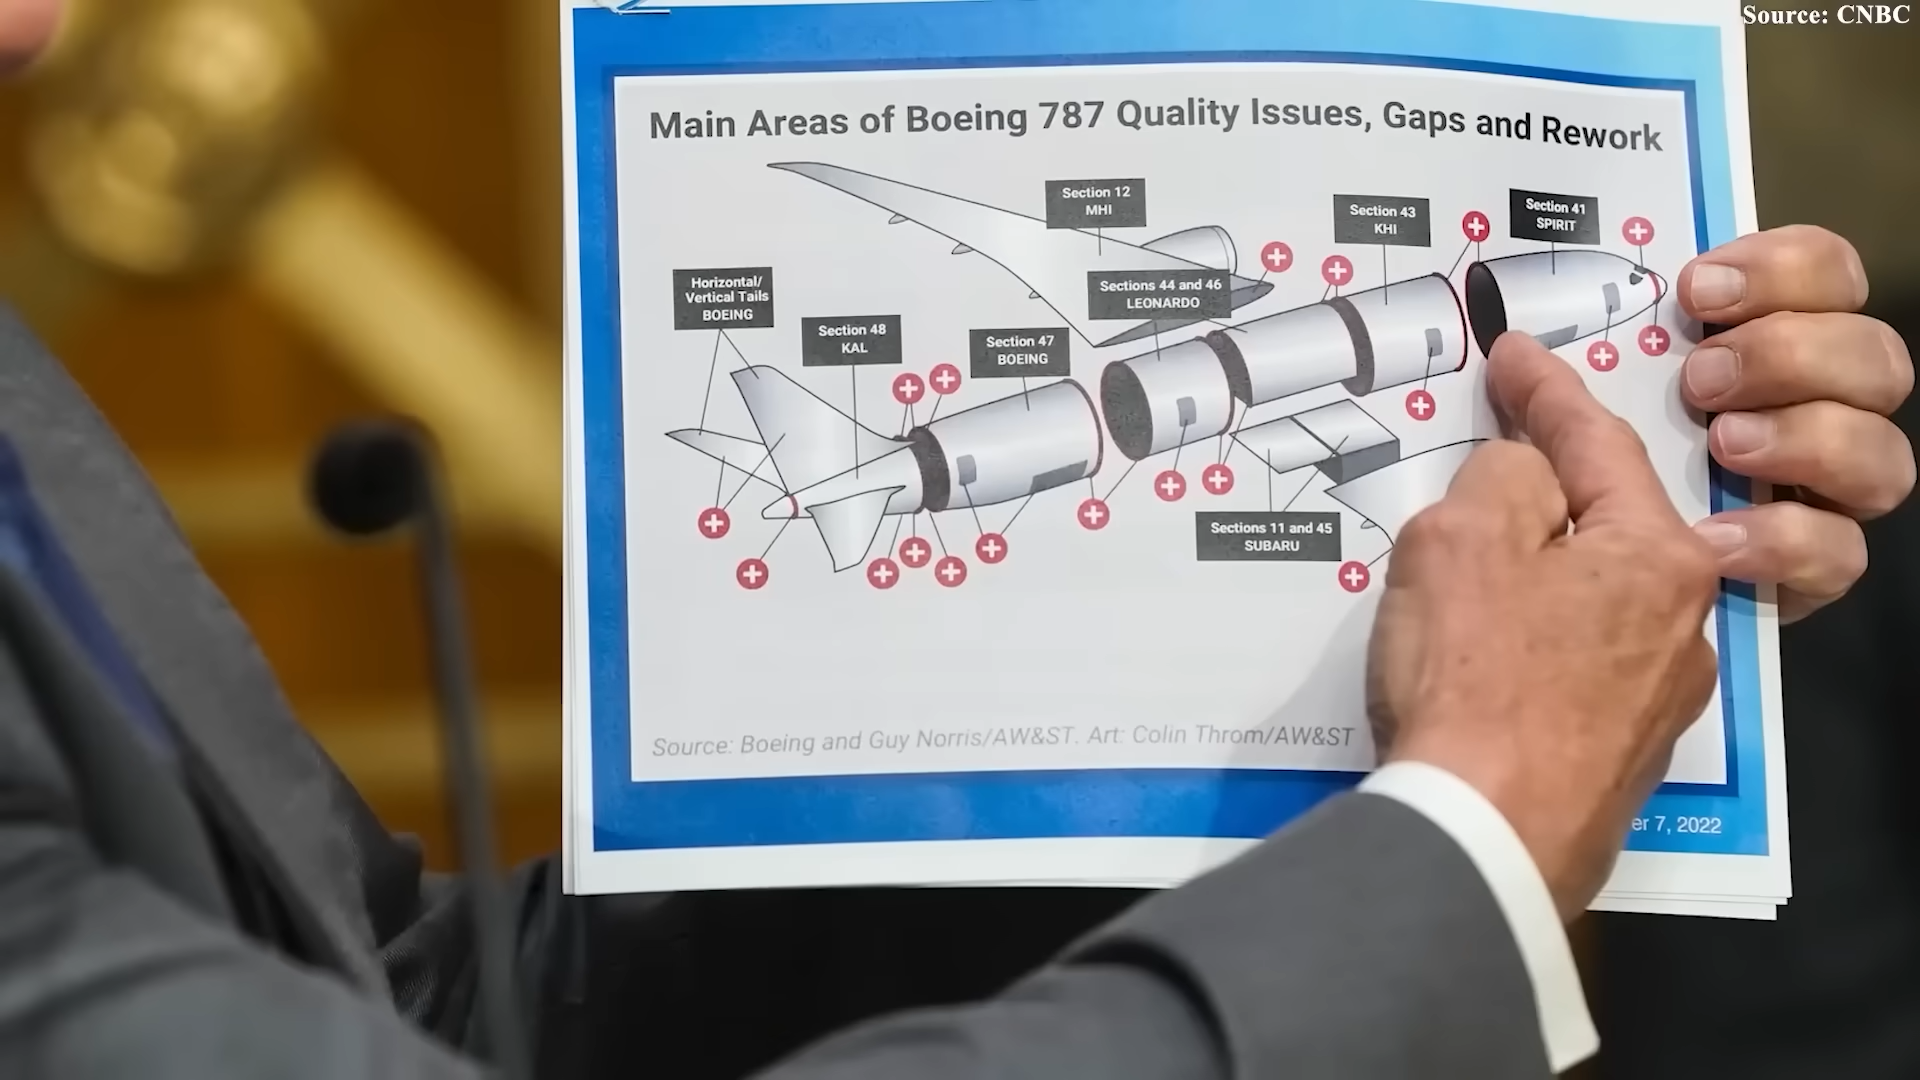 Source: CNBC
Main Areas of Boeing 787 Quality Issues, Gaps and Rework
Section 12
MHI
Section 43
KHI
Section 41
SPIRIT
Horizontal/
Vertical Tails
BOEING
Sections 44 and 46
LEONARDO
Section 48
KAL
Section 47
BOEING
Sections 11 and 45
SUBARU
Source: Boeing and Guy Norris/AW&ST. Art: Colin Throm/AW&ST
er 7, 2022